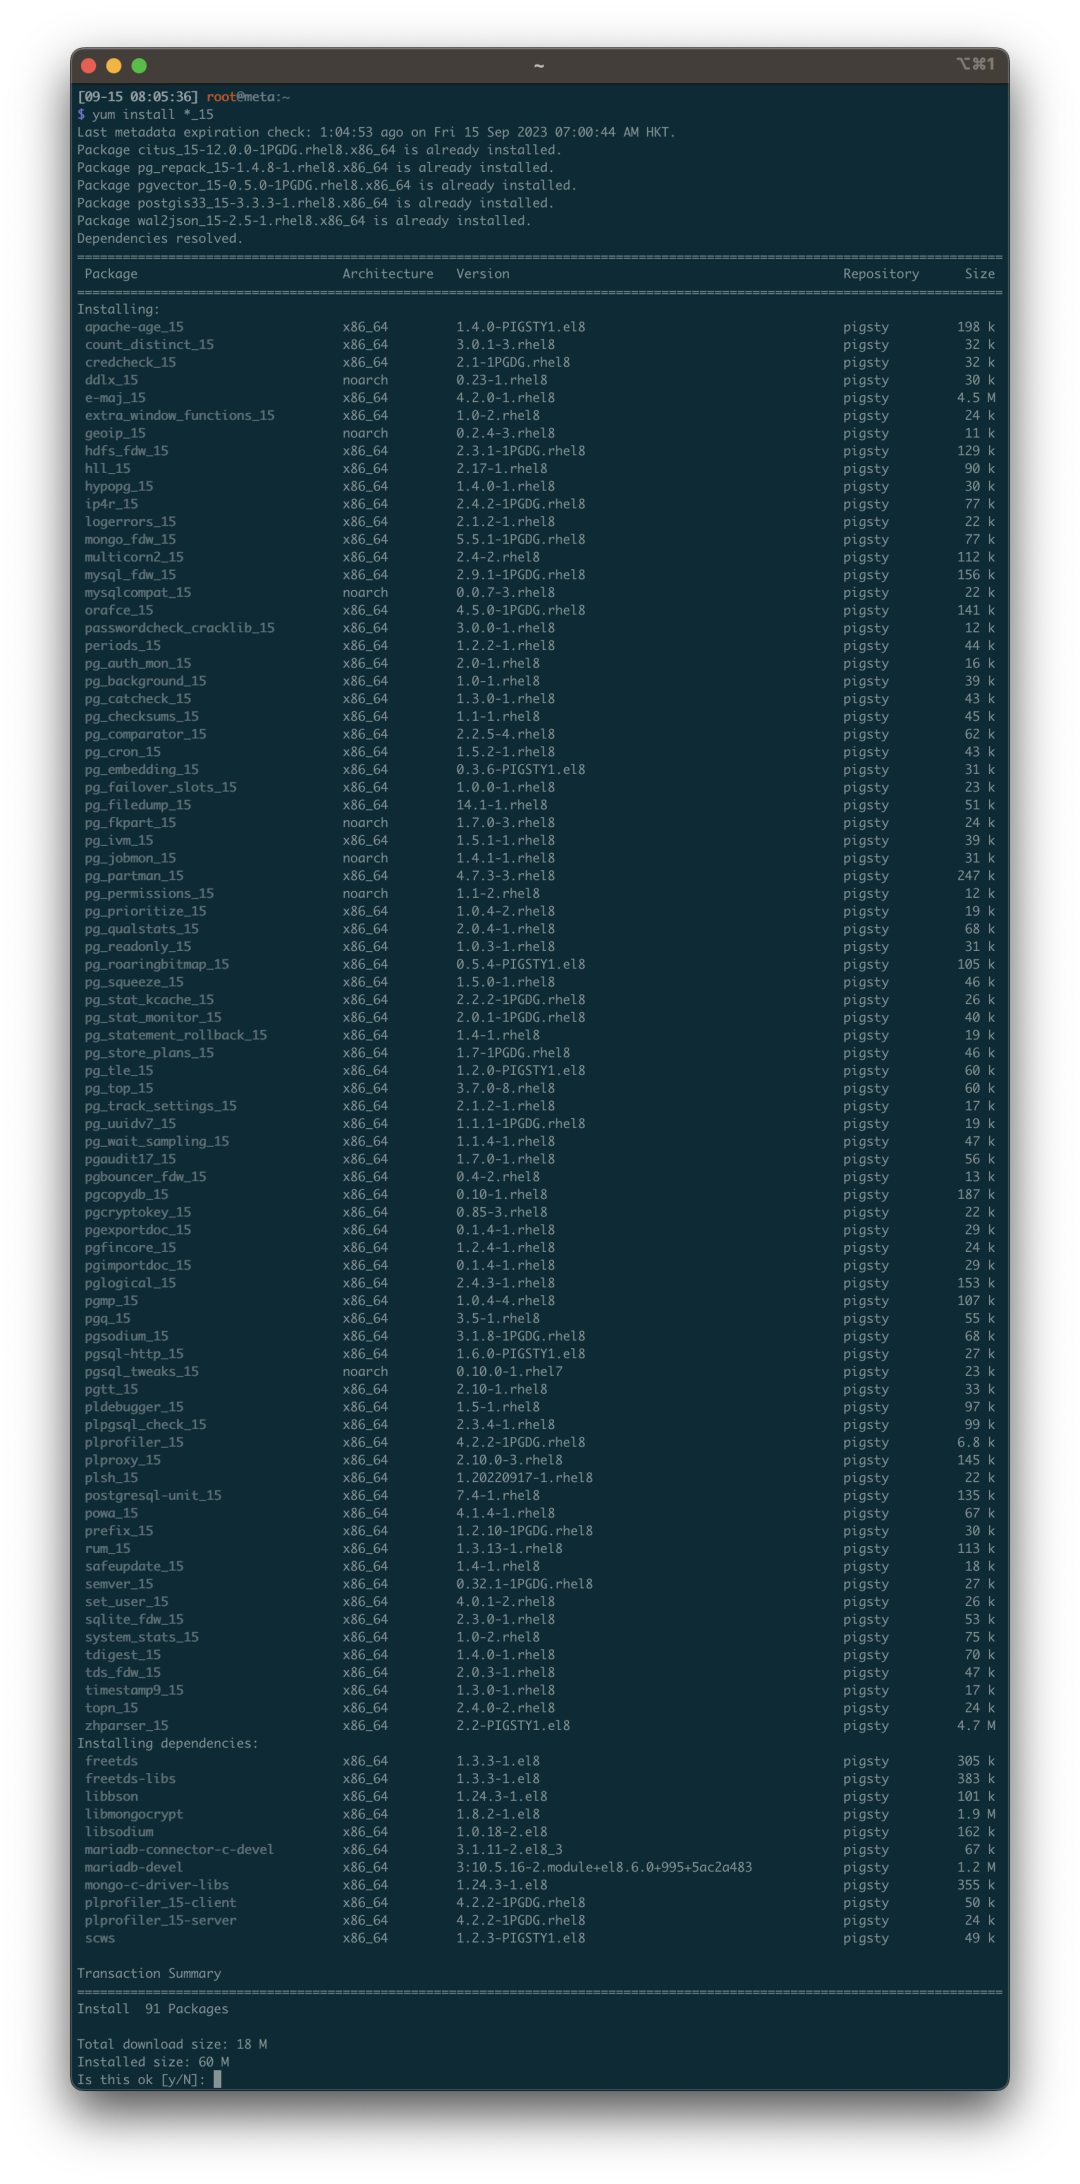 ~ ⌥⌘1
[09-15 08:05:36] root@meta:~
$ yum install *_15
Last metadata expiration check: 1:04:53 ago on Fri 15 Sep 2023 07:00:44 AM HKT.
Package citus_15-12.0.0-1PGDG.rhel8.x86_64 is already installed.
Package pg_repack_15-1.4.8-1.rhel8.x86_64 is already installed.
Package pgvector_15-0.5.0-1PGDG.rhel8.x86_64 is already installed.
Package postgis33_15-3.3.3-1.rhel8.x86_64 is already installed.
Package wal2json_15-2.5-1.rhel8.x86_64 is already installed.
Dependencies resolved.
Package Architecture Version Repository Size
Installing:
apache-age_15 x86_64 1.4.0-PIGSTY1.el8 pigsty 198 k
count_distinct_15 x86_64 3.0.1-3.rhel8 pigsty 32 k
credcheck_15 x86_64 2.1-1PGDG.rhel8 pigsty 32 k
ddlx_15 noarch 0.23-1.rhel8 pigsty 30 k
e-maj_15 x86_64 4.2.0-1.rhel8 pigsty 4.5 M
extra_window_functions_15 x86_64 1.0-2.rhel8 pigsty 24 k
geoip_15 noarch 0.2.4-3.rhel8 pigsty 11 k
hdfs_fdw_15 x86_64 2.3.1-1PGDG.rhel8 pigsty 129 k
hll_15 x86_64 2.17-1.rhel8 pigsty 90 k
hypopg_15 x86_64 1.4.0-1.rhel8 pigsty 30 k
ip4r_15 x86_64 2.4.2-1PGDG.rhel8 pigsty 77 k
logerrors_15 x86_64 2.1.2-1.rhel8 pigsty 22 k
mongo_fdw_15 x86_64 5.5.1-1PGDG.rhel8 pigsty 77 k
multicorn2_15 x86_64 2.4-2.rhel8 pigsty 112 k
mysql_fdw_15 x86_64 2.9.1-1PGDG.rhel8 pigsty 156 k
mysqlcompat_15 noarch 0.0.7-3.rhel8 pigsty 22 k
orafce_15 x86_64 4.5.0-1PGDG.rhel8 pigsty 141 k
passwordcheck_cracklib_15 x86_64 3.0.0-1.rhel8 pigsty 12 k
periods_15 x86_64 1.2.2-1.rhel8 pigsty 44 k
pg_auth_mon_15 x86_64 2.0-1.rhel8 pigsty 16 k
pg_background_15 x86_64 1.0-1.rhel8 pigsty 39 k
pg_catcheck_15 x86_64 1.3.0-1.rhel8 pigsty 43 k
pg_checksums_15 x86_64 1.1-1.rhel8 pigsty 45 k
pg_comparator_15 x86_64 2.2.5-4.rhel8 pigsty 62 k
pg_cron_15 x86_64 1.5.2-1.rhel8 pigsty 43 k
pg_embedding_15 x86_64 0.3.6-PIGSTY1.el8 pigsty 31 k
pg_failover_slots_15 x86_64 1.0.0-1.rhel8 pigsty 23 k
pg_filedump_15 x86_64 14.1-1.rhel8 pigsty 51 k
pg_fkpart_15 noarch 1.7.0-3.rhel8 pigsty 24 k
pg_ivm_15 x86_64 1.5.1-1.rhel8 pigsty 39 k
pg_jobmon_15 noarch 1.4.1-1.rhel8 pigsty 31 k
pg_partman_15 x86_64 4.7.3-3.rhel8 pigsty 247 k
pg_permissions_15 noarch 1.1-2.rhel8 pigsty 12 k
pg_prioritize_15 x86_64 1.0.4-2.rhel8 pigsty 19 k
pg_qualstats_15 x86_64 2.0.4-1.rhel8 pigsty 68 k
pg_readonly_15 x86_64 1.0.3-1.rhel8 pigsty 31 k
pg_roaringbitmap_15 x86_64 0.5.4-PIGSTY1.el8 pigsty 105 k
pg_squeeze_15 x86_64 1.5.0-1.rhel8 pigsty 46 k
pg_stat_kcache_15 x86_64 2.2.2-1PGDG.rhel8 pigsty 26 k
pg_stat_monitor_15 x86_64 2.0.1-1PGDG.rhel8 pigsty 40 k
pg_statement_rollback_15 x86_64 1.4-1.rhel8 pigsty 19 k
pg_store_plans_15 x86_64 1.7-1PGDG.rhel8 pigsty 46 k
pg_tle_15 x86_64 1.2.0-PIGSTY1.el8 pigsty 60 k
pg_top_15 x86_64 3.7.0-8.rhel8 pigsty 60 k
pg_track_settings_15 x86_64 2.1.2-1.rhel8 pigsty 17 k
pg_uuidv7_15 x86_64 1.1.1-1PGDG.rhel8 pigsty 19 k
pg_wait_sampling_15 x86_64 1.1.4-1.rhel8 pigsty 47 k
pgaudit17_15 x86_64 1.7.0-1.rhel8 pigsty 56 k
pgbouncer_fdw_15 x86_64 0.4-2.rhel8 pigsty 13 k
pgcopydb_15 x86_64 0.10-1.rhel8 pigsty 187 k
pgcryptokey_15 x86_64 0.85-3.rhel8 pigsty 22 k
pgexportdoc_15 x86_64 0.1.4-1.rhel8 pigsty 29 k
pgfincore_15 x86_64 1.2.4-1.rhel8 pigsty 24 k
pgimportdoc_15 x86_64 0.1.4-1.rhel8 pigsty 29 k
pglogical_15 x86_64 2.4.3-1.rhel8 pigsty 153 k
pgmp_15 x86_64 1.0.4-4.rhel8 pigsty 107 k
pgq_15 x86_64 3.5-1.rhel8 pigsty 55 k
pgsodium_15 x86_64 3.1.8-1PGDG.rhel8 pigsty 68 k
pgsql-http_15 x86_64 1.6.0-PIGSTY1.el8 pigsty 27 k
pgsql_tweaks_15 noarch 0.10.0-1.rhel7 pigsty 23 k
pgtt_15 x86_64 2.10-1.rhel8 pigsty 33 k
pldebugger_15 x86_64 1.5-1.rhel8 pigsty 97 k
plpgsql_check_15 x86_64 2.3.4-1.rhel8 pigsty 99 k
plprofiler_15 x86_64 4.2.2-1PGDG.rhel8 pigsty 6.8 k
plproxy_15 x86_64 2.10.0-3.rhel8 pigsty 145 k
plsh_15 x86_64 1.20220917-1.rhel8 pigsty 22 k
postgresql-unit_15 x86_64 7.4-1.rhel8 pigsty 135 k
powa_15 x86_64 4.1.4-1.rhel8 pigsty 67 k
prefix_15 x86_64 1.2.10-1PGDG.rhel8 pigsty 30 k
rum_15 x86_64 1.3.13-1.rhel8 pigsty 113 k
safeupdate_15 x86_64 1.4-1.rhel8 pigsty 18 k
semver_15 x86_64 0.32.1-1PGDG.rhel8 pigsty 27 k
set_user_15 x86_64 4.0.1-2.rhel8 pigsty 26 k
sqlite_fdw_15 x86_64 2.3.0-1.rhel8 pigsty 53 k
system_stats_15 x86_64 1.0-2.rhel8 pigsty 75 k
tdigest_15 x86_64 1.4.0-1.rhel8 pigsty 70 k
tds_fdw_15 x86_64 2.0.3-1.rhel8 pigsty 47 k
timestamp9_15 x86_64 1.3.0-1.rhel8 pigsty 17 k
topn_15 x86_64 2.4.0-2.rhel8 pigsty 24 k
zhparser_15 x86_64 2.2-PIGSTY1.el8 pigsty 4.7 M
Installing dependencies:
freetds x86_64 1.3.3-1.el8 pigsty 305 k
freetds-libs x86_64 1.3.3-1.el8 pigsty 383 k
libbson x86_64 1.24.3-1.el8 pigsty 101 k
libmongocrypt x86_64 1.8.2-1.el8 pigsty 1.9 M
libsodium x86_64 1.0.18-2.el8 pigsty 162 k
mariadb-connector-c-devel x86_64 3.1.11-2.el8_3 pigsty 67 k
mariadb-devel x86_64 3:10.5.16-2.module+el8.6.0+995+5ac2a483 pigsty 1.2 M
mongo-c-driver-libs x86_64 1.24.3-1.el8 pigsty 355 k
plprofiler_15-client x86_64 4.2.2-1PGDG.rhel8 pigsty 50 k
plprofiler_15-server x86_64 4.2.2-1PGDG.rhel8 pigsty 24 k
scws x86_64 1.2.3-PIGSTY1.el8 pigsty 49 k
Transaction Summary
Install 91 Packages
Total download size: 18 M
Installed size: 60 M
Is this ok [y/N]: